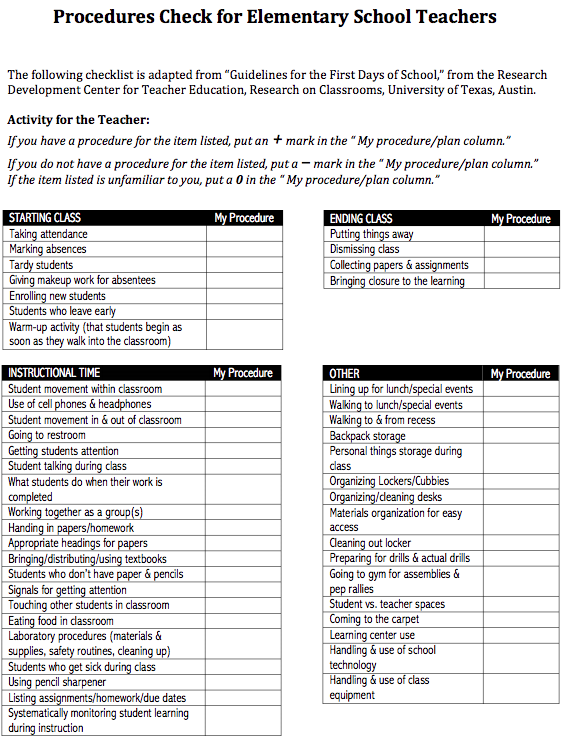 Procedures Check for Elementary School Teachers
The following checklist is adapted from “Guidelines for the First Days of School,” from the Research
Development Center for Teacher Education, Research on Classrooms, University of Texas, Austin.
Activity for the Teacher:
If you have a procedure for the item listed, put an + mark in the “ My procedure/plan column.”
If you do not have a procedure for the item listed, put a – mark in the “ My procedure/plan column.”
If the item listed is unfamiliar to you, put a 0 in the “ My procedure/plan column.”
STARTING CLASS My Procedure
Taking attendance
Marking absences
Tardy students
Giving makeup work for absentees
Enrolling new students
Students who leave early
Warm-up activity (that students begin as
soon as they walk into the classroom)
ENDING CLASS My Procedure
Putting things away
Dismissing class
Collecting papers & assignments
Bringing closure to the learning
INSTRUCTIONAL TIME My Procedure
Student movement within classroom
Use of cell phones & headphones
Student movement in & out of classroom
Going to restroom
Getting students attention
Student talking during class
What students do when their work is
completed
Working together as a group(s)
Handing in papers/homework
Appropriate headings for papers
Bringing/distributing/using textbooks
Students who don’t have paper & pencils
Signals for getting attention
Touching other students in classroom
Eating food in classroom
Laboratory procedures (materials &
supplies, safety routines, cleaning up)
Students who get sick during class
Using pencil sharpener
Listing assignments/homework/due dates
Systematically monitoring student learning
during instruction
OTHER My Procedure
Lining up for lunch/special events
Walking to lunch/special events
Walking to & from recess
Backpack storage
Personal things storage during
class
Organizing Lockers/Cubbies
Organizing/cleaning desks
Materials organization for easy
access
Cleaning out locker
Preparing for drills & actual drills
Going to gym for assemblies &
pep rallies
Student vs. teacher spaces
Coming to the carpet
Learning center use
Handling & use of school
technology
Handling & use of class
equipment